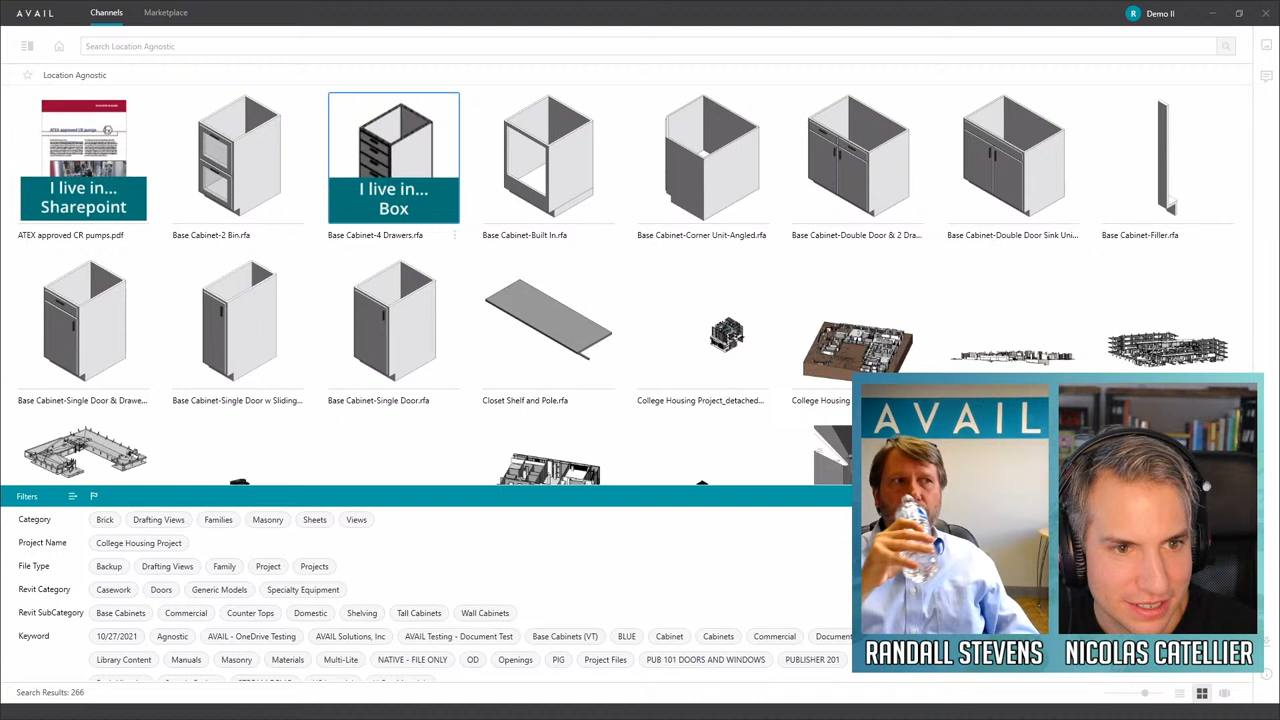 AVAIL
Channels
Marketplace
R
Demo II
Search Location Agnostic
Location Agnostic
ATEX approved CR pumps
I live in...
Sharepoint
I live in...
Box
ATEX approved CR pumps.pdf
Base Cabinet-2 Bin.rfa
Base Cabinet-4 Drawers.rfa
Base Cabinet-Built In.rfa
Base Cabinet-Corner Unit-Angled.rfa
Base Cabinet-Double Door & 2 Dra...
Base Cabinet-Double Door Sink Uni...
Base Cabinet-Filler.rfa
Base Cabinet-Single Door & Drawe...
Base Cabinet-Single Door w Sliding...
Base Cabinet-Single Door.rfa
Closet Shelf and Pole.rfa
College Housing Project_detached...
College Housing
Filters
Category Brick Drafting Views Families Masonry Sheets Views
Project Name College Housing Project
File Type Backup Drafting Views Family Project Projects
Revit Category Casework Doors Generic Models Specialty Equipment
Revit SubCategory Base Cabinets Commercial Counter Tops Domestic Shelving Tall Cabinets Wall Cabinets
Keyword 10/27/2021 Agnostic AVAIL - OneDrive Testing AVAIL Solutions, Inc AVAIL Testing - Document Test Base Cabinets (VT) BLUE Cabinet Cabinets Commercial Documen
Library Content Manuals Masonry Materials Multi-Lite NATIVE - FILE ONLY OD Openings PIG Project Files PUB 101 DOORS AND WINDOWS PUBLISHER 201
Search Results: 266
AVAIL
RANDALL STEVENS
NICOLAS CATELLIER